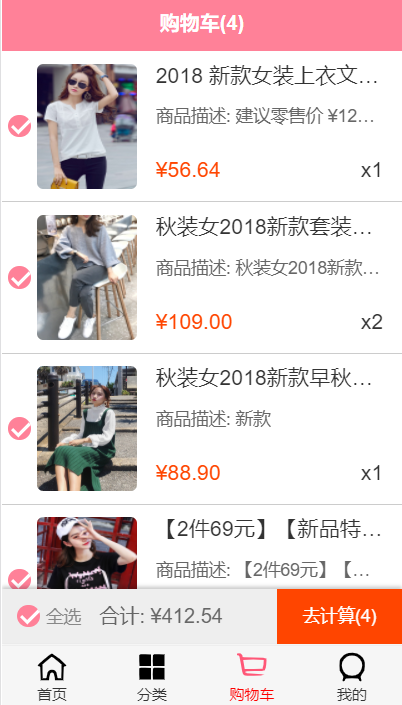 购物车(4)
2018 新款女装上衣文…
商品描述: 建议零售价 ¥12…
¥56.64 x1
秋装女2018新款套装…
商品描述: 秋装女2018新款…
¥109.00 x2
秋装女2018新款早秋…
商品描述: 新款
¥88.90 x1
【2件69元】【新品特…
商品描述: 【2件69元】【…
全选 合计: ¥412.54 去计算(4)
首页 分类 购物车 我的